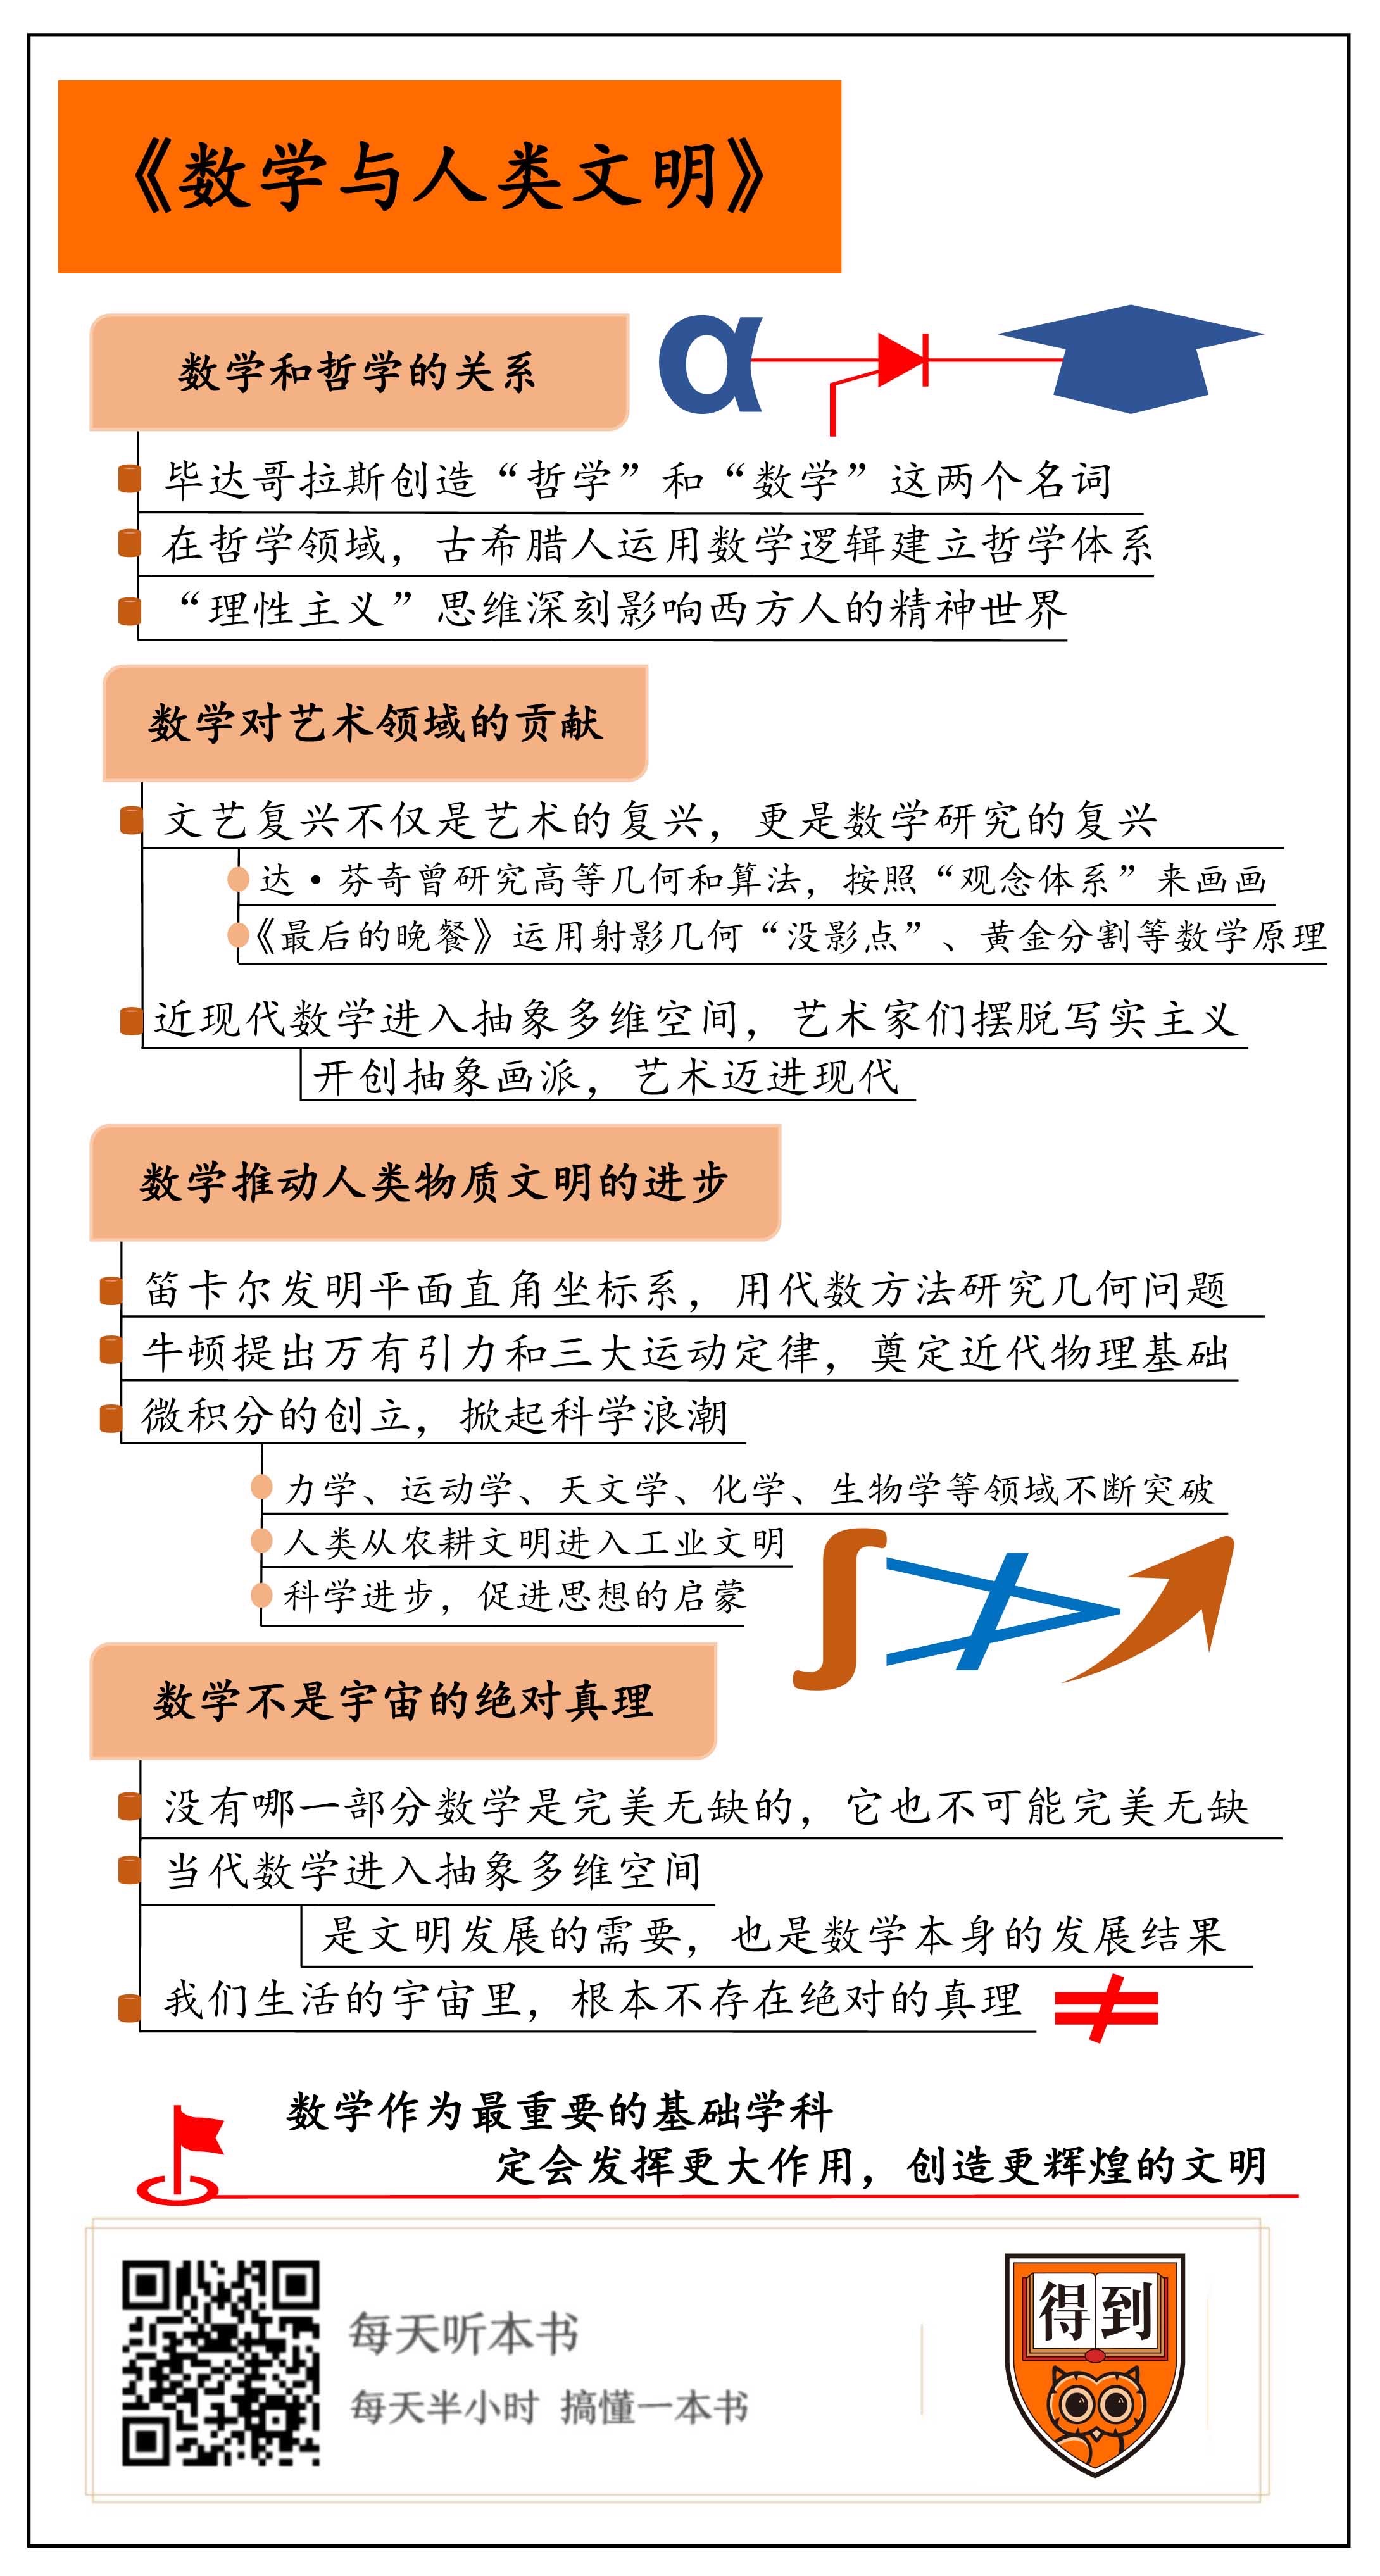 《数学与人类文明》
数学和哲学的关系
α
毕达哥拉斯创造“哲学”和“数学”这两个名词
在哲学领域，古希腊人运用数学逻辑建立哲学体系
“理性主义”思维深刻影响西方人的精神世界
数学对艺术领域的贡献
文艺复兴不仅是艺术的复兴，更是数学研究的复兴
达·芬奇曾研究高等几何和算法，按照“观念体系”来画画
《最后的晚餐》运用射影几何“没影点”、黄金分割等数学原理
近现代数学进入抽象多维空间，艺术家们摆脱写实主义
开创抽象画派，艺术迈进现代
数学推动人类物质文明的进步
笛卡尔发明平面直角坐标系，用代数方法研究几何问题
牛顿提出万有引力和三大运动定律，奠定近代物理基础
微积分的创立，掀起科学浪潮
力学、运动学、天文学、化学、生物学等领域不断突破
人类从农耕文明进入工业文明
科学进步，促进思想的启蒙
数学不是宇宙的绝对真理
没有哪一部分数学是完美无缺的，它也不可能完美无缺
当代数学进入抽象多维空间
是文明发展的需要，也是数学本身的发展结果
我们生活的宇宙里，根本不存在绝对的真理 ≠
数学作为最重要的基础学科
定会发挥更大作用，创造更辉煌的文明
每天听本书
每天半小时 搞懂一本书
得到